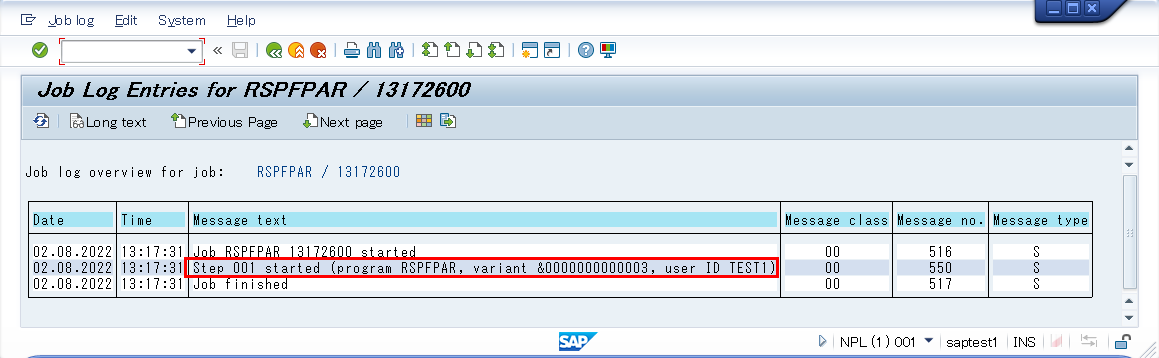 Job log Edit System Help
«
Job Log Entries for RSPFPAR / 13172600
Long text Previous Page Next page
Job log overview for job: RSPFPAR / 13172600
Date Time Message text Message class Message no. Message type
02.08.2022 13:17:31 Job RSPFPAR 13172600 started 00 516 S
02.08.2022 13:17:31 Step 001 started (program RSPFPAR, variant &0000000000003, user ID TEST1) 00 550 S
02.08.2022 13:17:31 Job finished 00 517 S
SAP NPL (1) 001 saptest1 INS